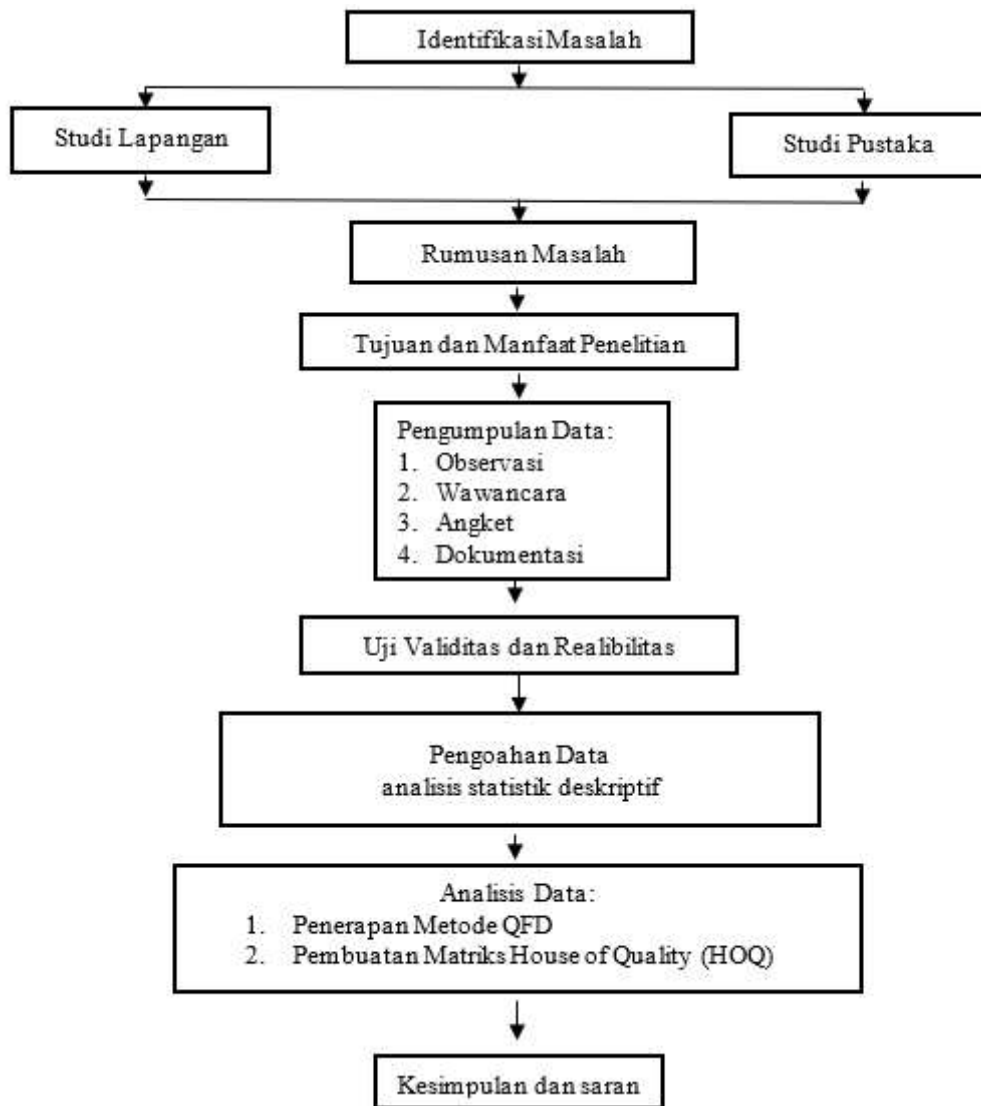 Identifikasi Masalah
Studi Lapangan
Studi Pustaka
Rumusan Masalah
Tujuan dan Manfaat Penelitian
Pengumpulan Data:
1. Observasi
2. Wawancara
3. Angket
4. Dokumentasi
Uji Validitas dan Realibilitas
Pengoahan Data
analisis statistik deskriptif
Analisis Data:
1. Penerapan Metode QFD
2. Pembuatan Matriks House of Quality (HOQ)
Kesimpulan dan saran